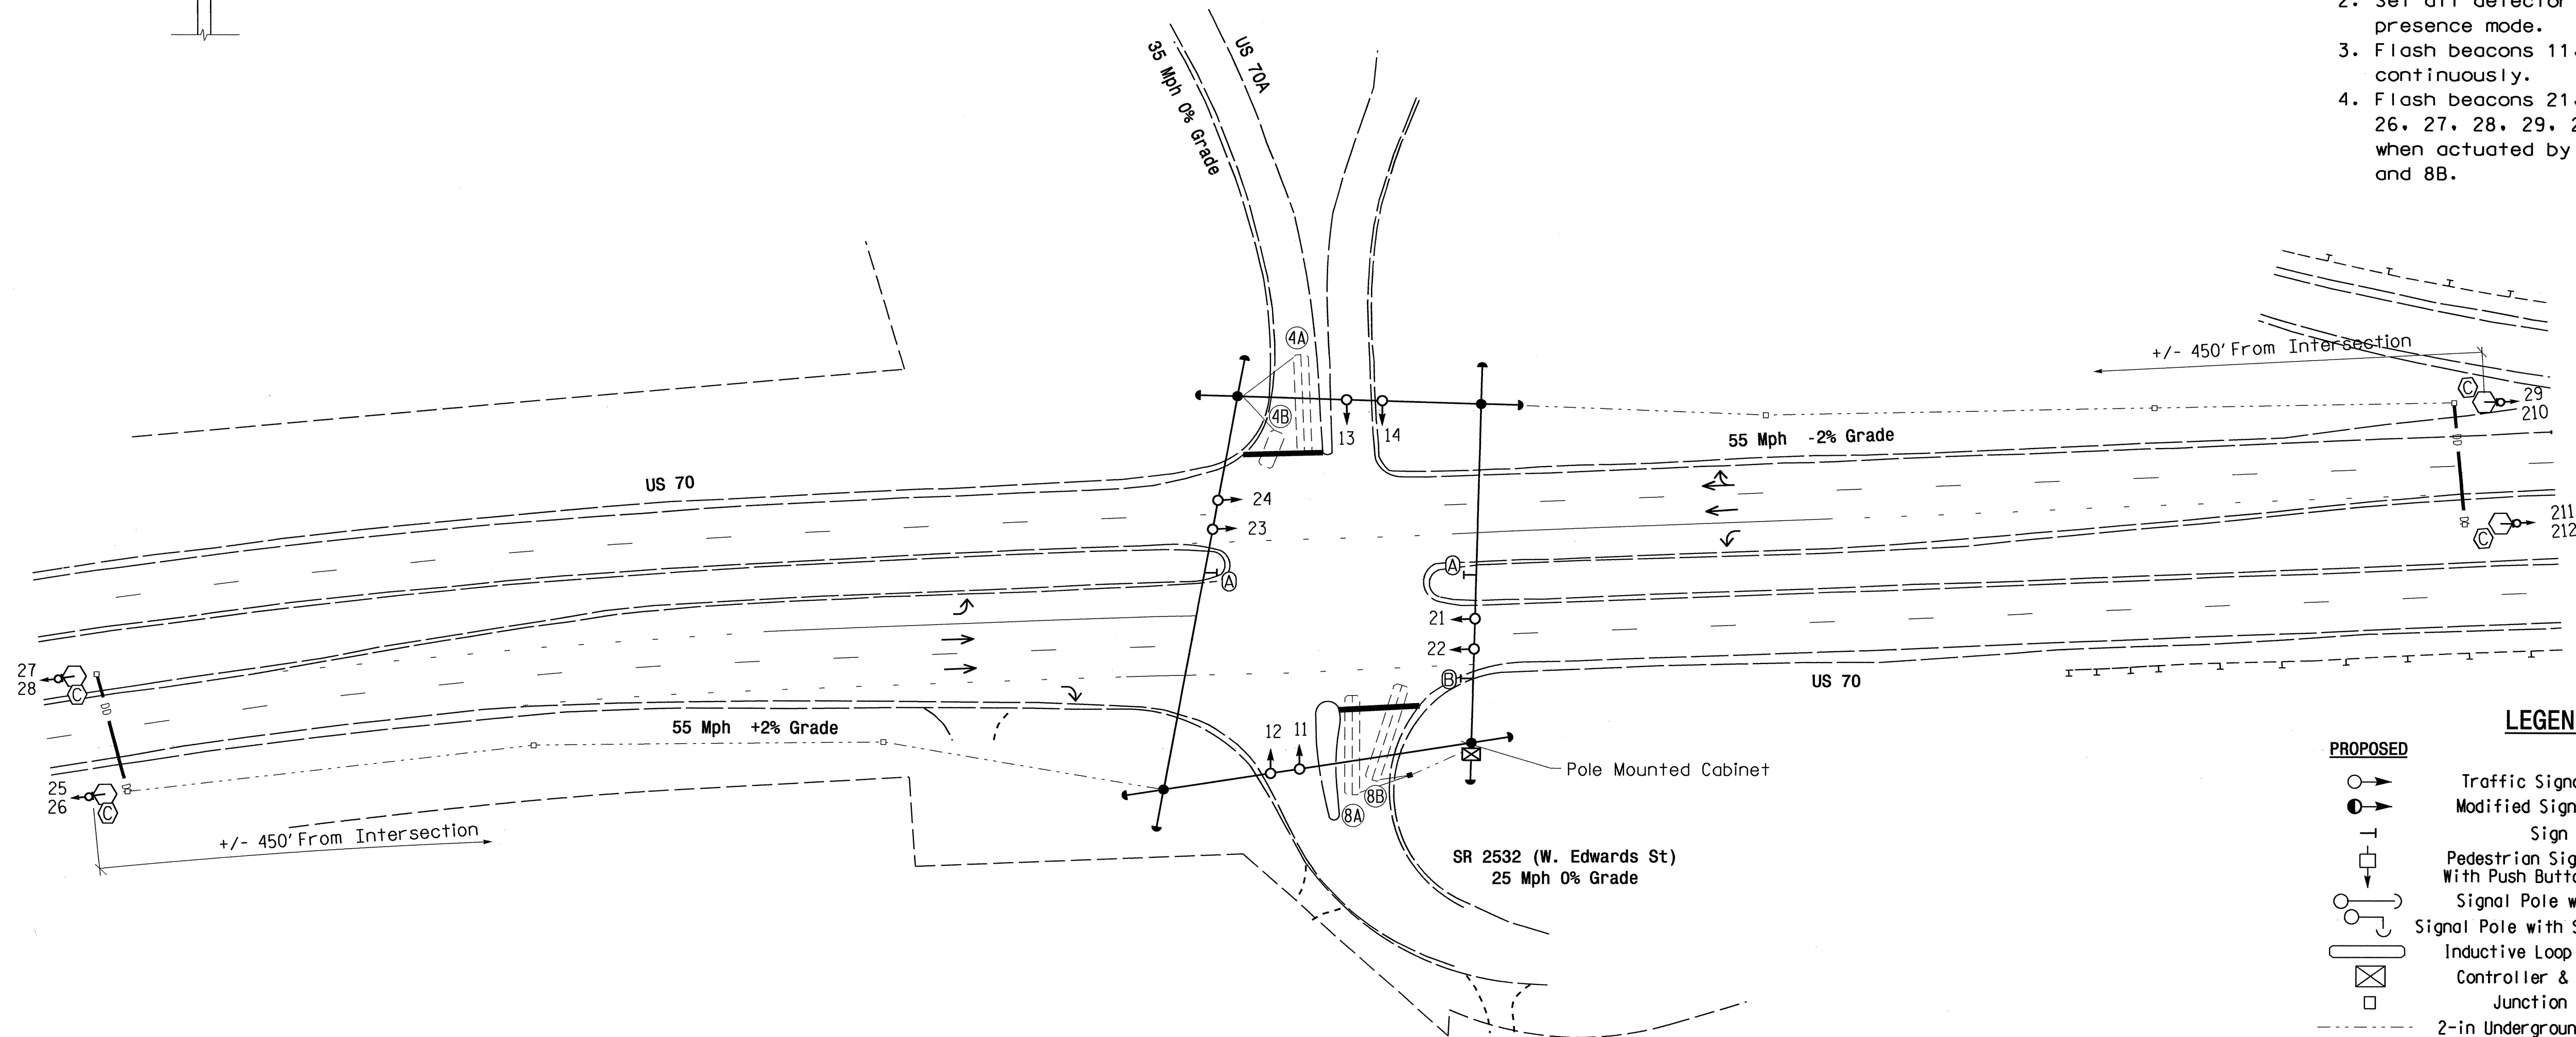 presence mode.
3. Flash beacons 11,
continuously.
4. Flash beacons 21,
26, 27, 28, 29, 2
when actuated by
and 8B.
US 70A
35 Mph 0% Grade
+/- 450' From Intersection
4A
4B
C
29
210
13
14
55 Mph -2% Grade
US 70
24
23
211
212
C
A
A
21
22
27
28
C
B
US 70
55 Mph +2% Grade
12
11
Pole Mounted Cabinet
25
26
C
8B
8A
+/- 450' From Intersection
SR 2532 (W. Edwards St)
25 Mph 0% Grade
LEGEN
PROPOSED
Traffic Signa
Modified Sign
Sign
Pedestrian Sig
With Push Butto
Signal Pole w
Signal Pole with S
Inductive Loop
Controller &
Junction
2-in Undergroun